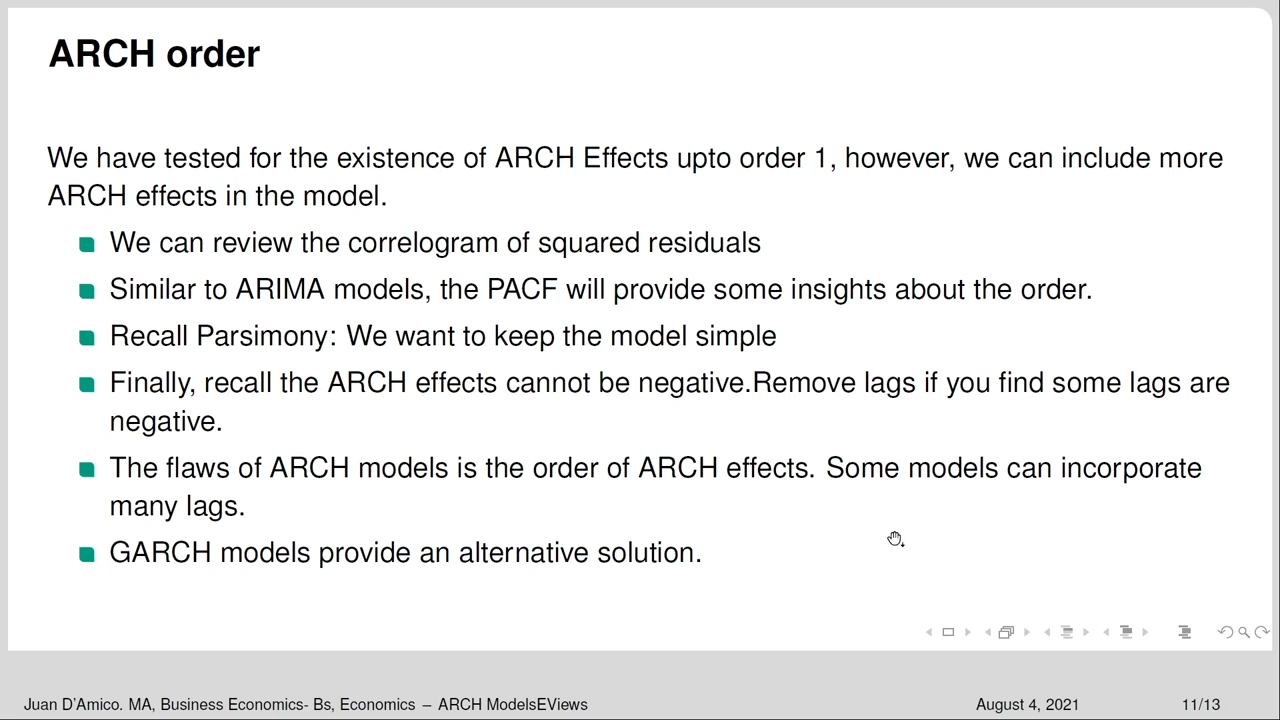 ARCH order
We have tested for the existence of ARCH Effects upto order 1, however, we can include more
ARCH effects in the model.
We can review the correlogram of squared residuals
Similar to ARIMA models, the PACF will provide some insights about the order.
Recall Parsimony: We want to keep the model simple
Finally, recall the ARCH effects cannot be negative.Remove lags if you find some lags are
negative.
The flaws of ARCH models is the order of ARCH effects. Some models can incorporate
many lags.
GARCH models provide an alternative solution.
Juan D'Amico. MA, Business Economics- Bs, Economics – ARCH ModelsEViews August 4, 2021 11/13